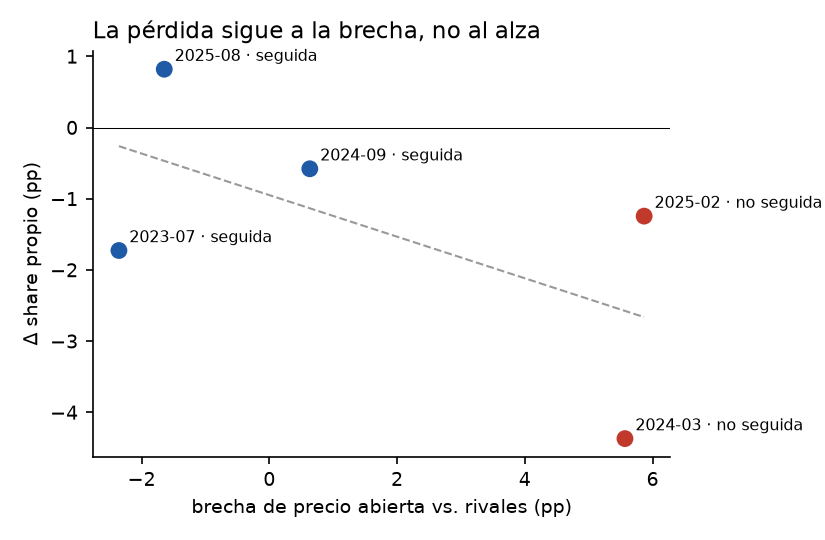 La pérdida sigue a la brecha, no al alza
1
0
−1
−2
−3
−4
Δ share propio (pp)
2025-08 · seguida
2024-09 · seguida
2025-02 · no seguida
2023-07 · seguida
2024-03 · no seguida
−2
0
2
4
6
brecha de precio abierta vs. rivales (pp)